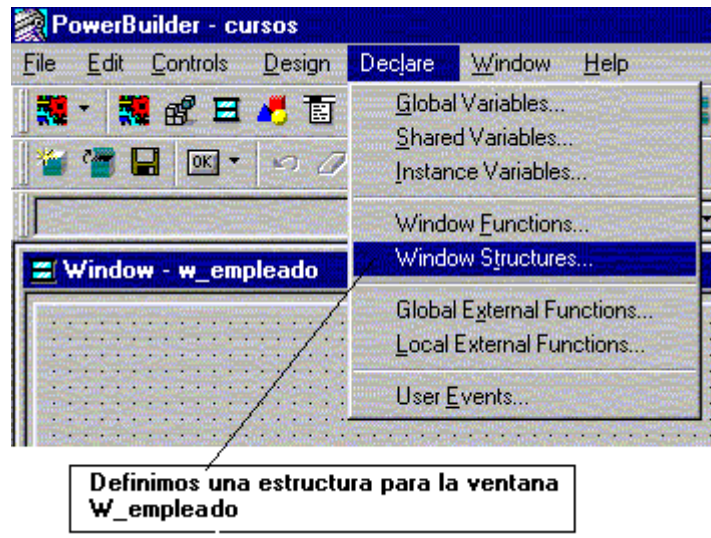 PowerBuilder - cursos
File Edit Controls Design Declare Window Help
Global Variables...
Shared Variables...
OK
Instance Variables...
Window Functions...
Window Structures...
Window - w_empleado
Global External Functions...
Local External Functions...
User Events...
Definimos una estructura para la ventana
W_empleado